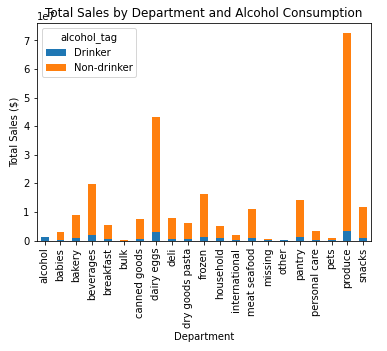 Total Sales by Department and Alcohol Consumption
1e7
alcohol_tag
Drinker
Non-drinker
Total Sales ($)
7
6
5
4
3
2
1
0
alcohol
babies
bakery
beverages
breakfast
bulk
canned goods
dairy eggs
deli
dry goods pasta
frozen
household
international
meat seafood
missing
other
pantry
personal care
pets
produce
snacks
Department